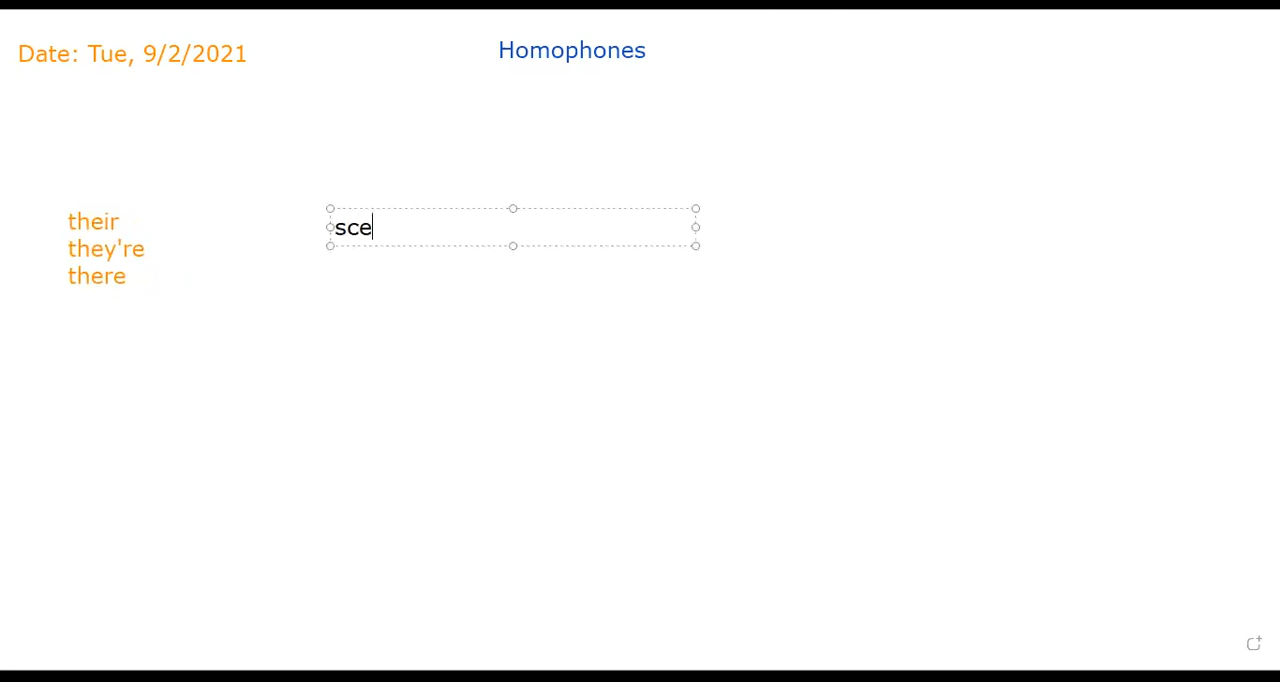 Date: Tue, 9/2/2021
Homophones
their
they're
there
sce